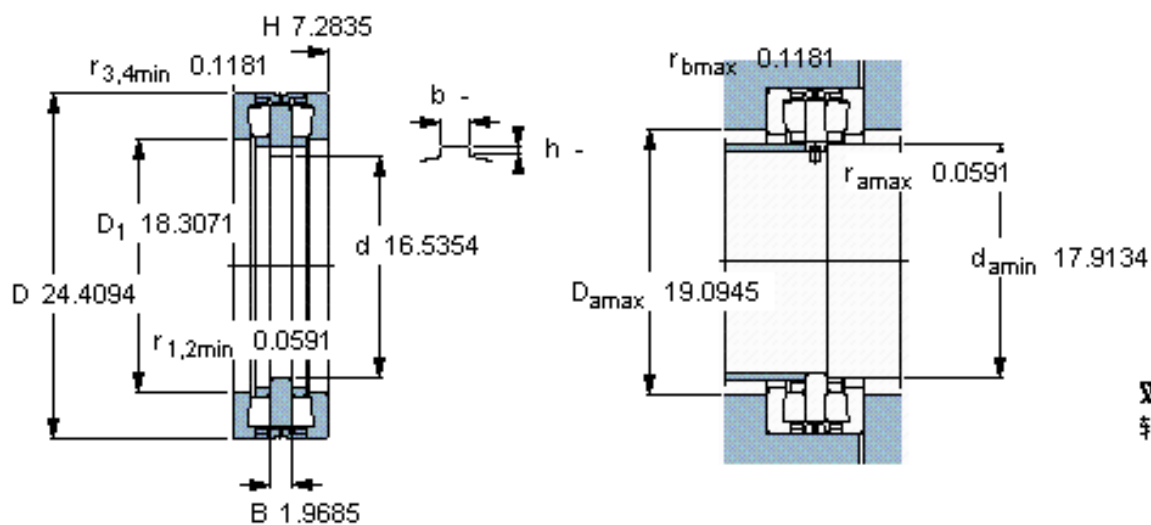 H 7.2835
r3,4min 0.1181
b -
h -
D1 18.3071
d 16.5354
D 24.4094
r1,2min 0.0591
B 1.9685
rbmax 0.1181
ramax 0.0591
damin 17.9134
Damax 19.0945